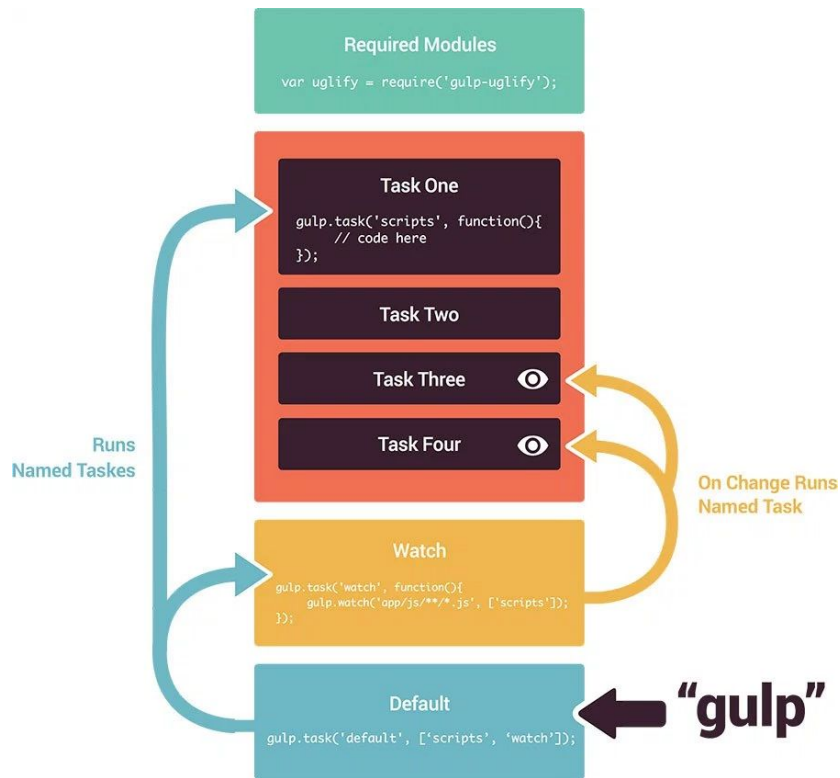 Required Modules
var uglify = require('gulp-uglify');
Task One
gulp.task('scripts', function(){
// code here
});
Task Two
Task Three
Task Four
Runs
Named Taskes
On Change Runs
Named Task
Watch
gulp.task('watch', function(){
gulp.watch('app/js/**/*.js', ['scripts']);
});
Default
gulp.task('default', [‘scripts’, ‘watch’]);
“gulp”